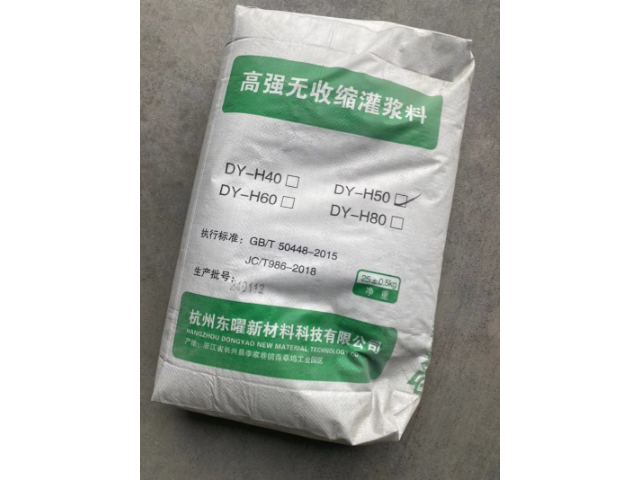 高强无收缩灌浆料
DY-H40 □ DY-H50 ☑
DY-H60 □ DY-H80 □
执行标准：GB/T 50448-2015
JC/T986-2018
生产批号：240112
25±0.5kg
净重
杭州东曜新材料科技有限公司
HANGZHOU DONGYAO NEW MATERIAL TECHNOLOGY CO